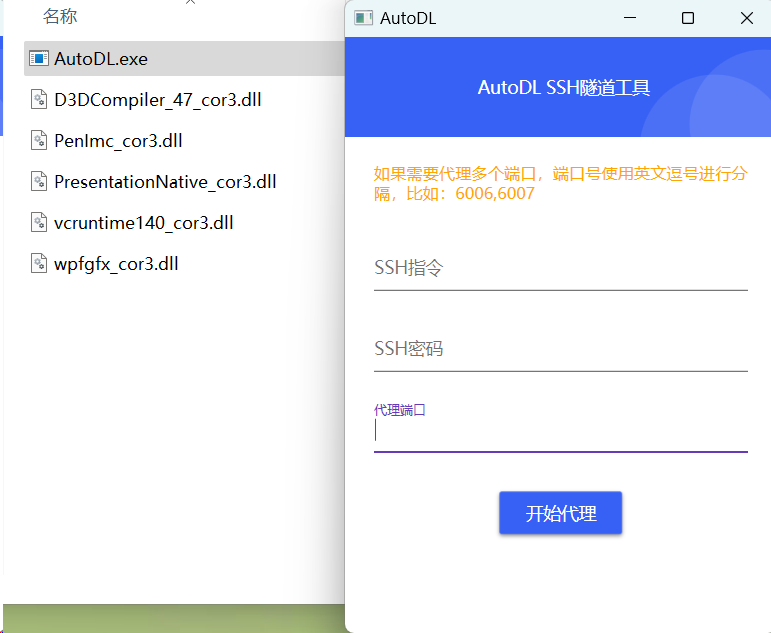 名称
AutoDL.exe
D3DCompiler_47_cor3.dll
PenImc_cor3.dll
PresentationNative_cor3.dll
vcruntime140_cor3.dll
wpfgfx_cor3.dll
AutoDL
AutoDL SSH隧道工具
如果需要代理多个端口，端口号使用英文逗号进行分
隔，比如：6006,6007
SSH指令
SSH密码
代理端口
开始代理